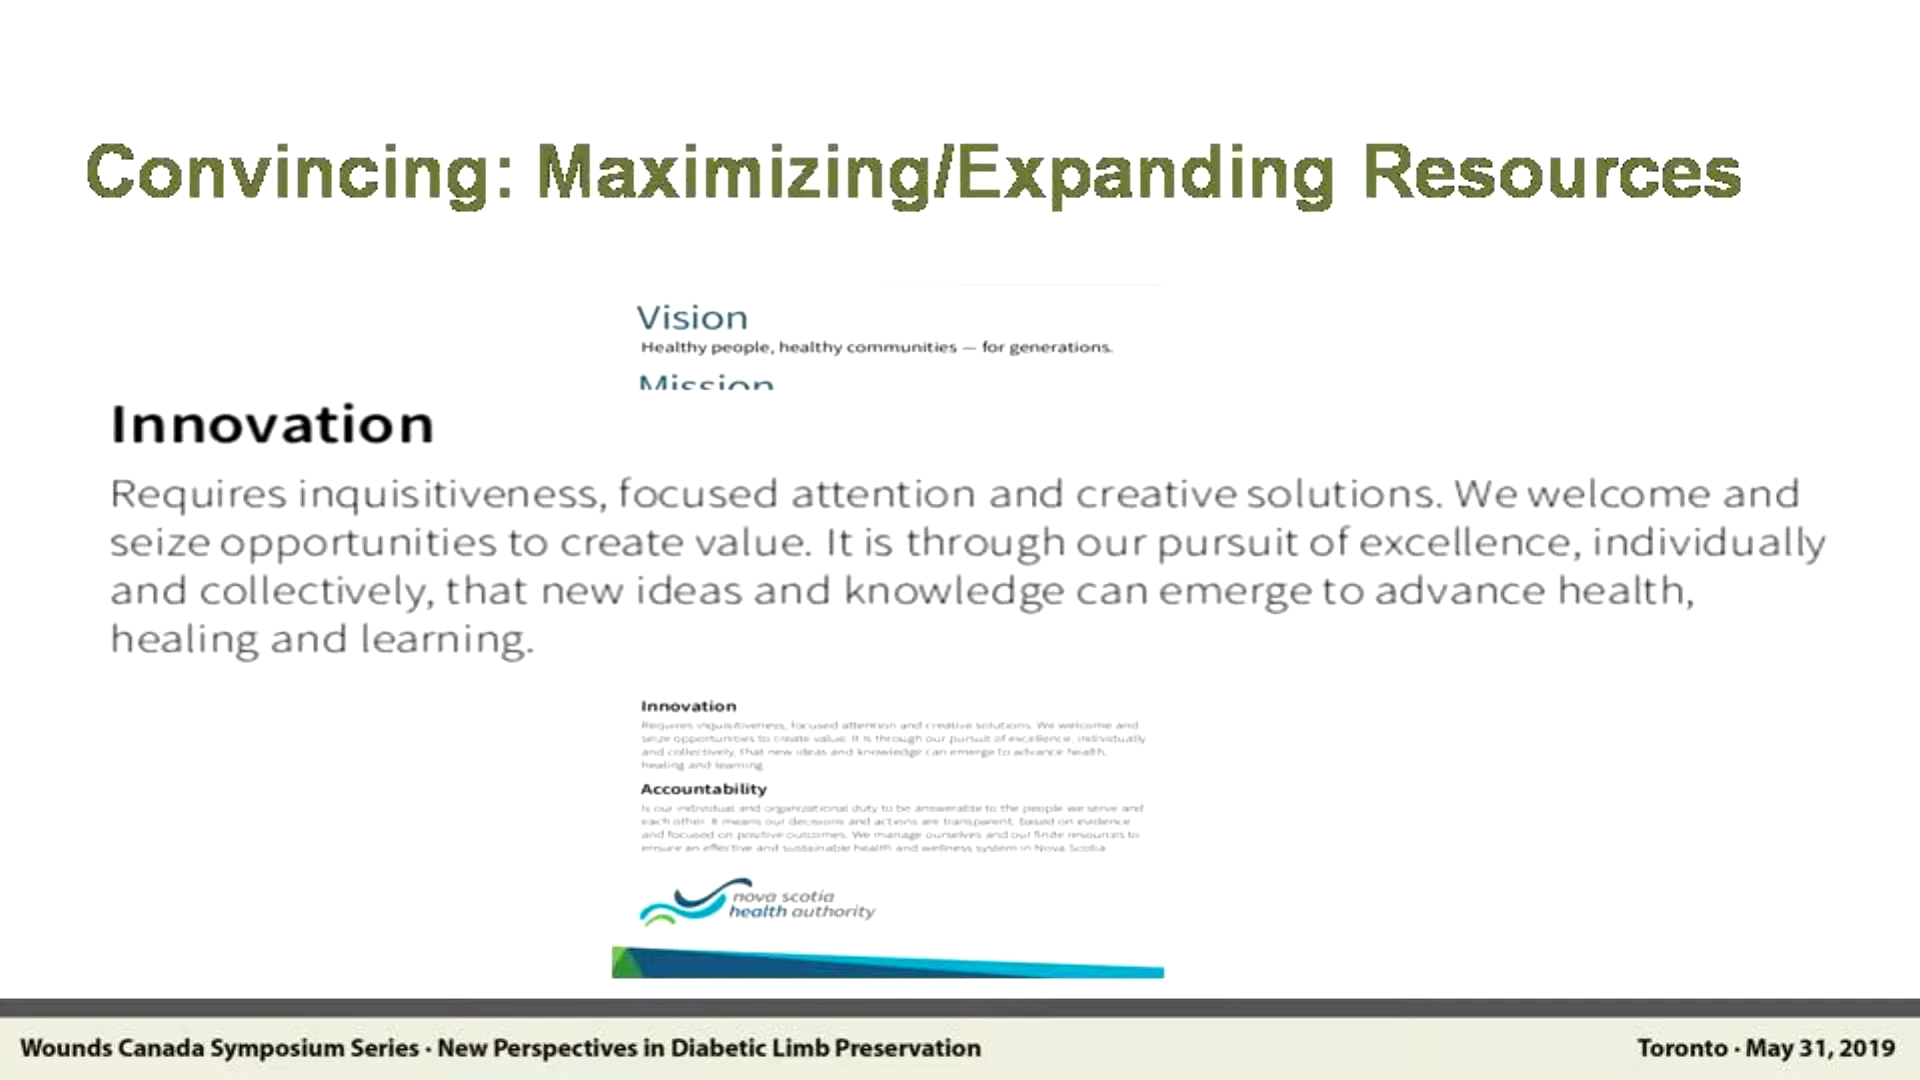 Convincing: Maximizing/Expanding Resources
Vision
Healthy people, healthy communities — for generations.
Mission
Innovation
Requires inquisitiveness, focused attention and creative solutions. We welcome and
seize opportunities to create value. It is through our pursuit of excellence, individually
and collectively, that new ideas and knowledge can emerge to advance health,
healing and learning.
Innovation
Requires inquisitiveness, focused attention and creative solutions. We welcome and
seize opportunities to create value. It is through our pursuit of excellence, individually
and collectively, that new ideas and knowledge can emerge to advance health,
healing and learning.
Accountability
Is our individual and organizational duty to be answerable to the people we serve and
each other. It means our decisions and actions are transparent, based on evidence
and focused on positive outcomes. We manage ourselves and our finite resources to
ensure an effective and sustainable health and wellness system in Nova Scotia.
nova scotia
health authority
Wounds Canada Symposium Series · New Perspectives in Diabetic Limb Preservation
Toronto · May 31, 2019